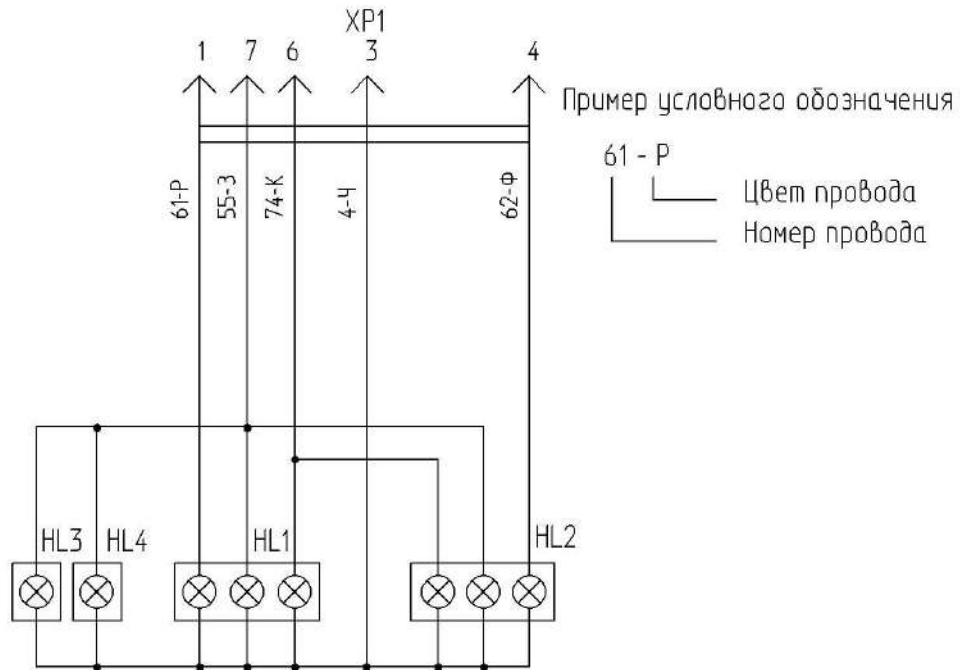 XP1
1 7 6 3 4
Пример условного обозначения
61 - Р
Цвет провода
Номер провода
61-Р
55-З
74-К
4-Ч
62-Ф
HL3 HL4 HL1 HL2